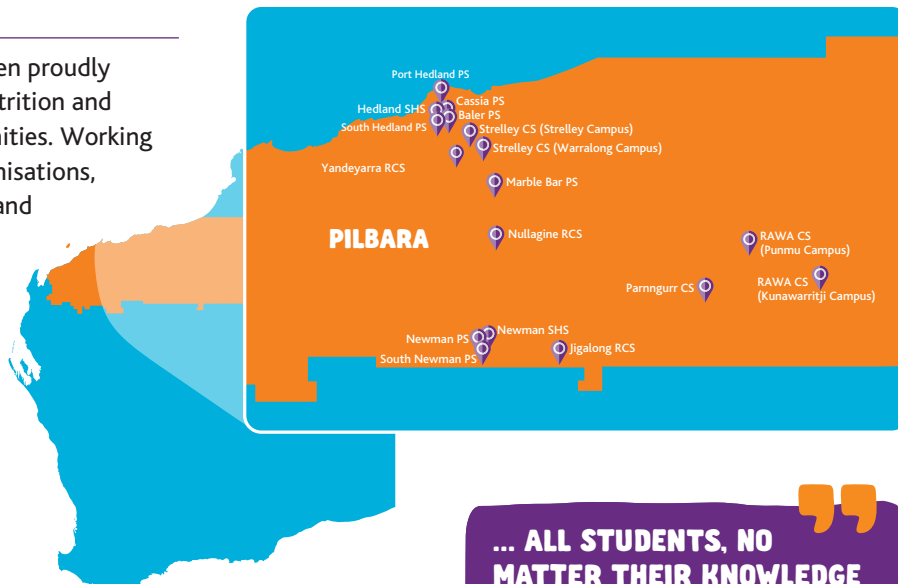 en proudly
trition and
nities. Working
nisations,
and
Port Hedland PS
Hedland SHS
Cassia PS
Baler PS
South Hedland PS
Strelley CS (Strelley Campus)
Strelley CS (Warralong Campus)
Yandeyarra RCS
Marble Bar PS
PILBARA
Nullagine RCS
RAWA CS
(Punmu Campus)
Parnngurr CS
RAWA CS
(Kunawarritji Campus)
Newman SHS
Newman PS
South Newman PS
Jigalong RCS
... ALL STUDENTS, NO
MATTER THEIR KNOWLEDGE